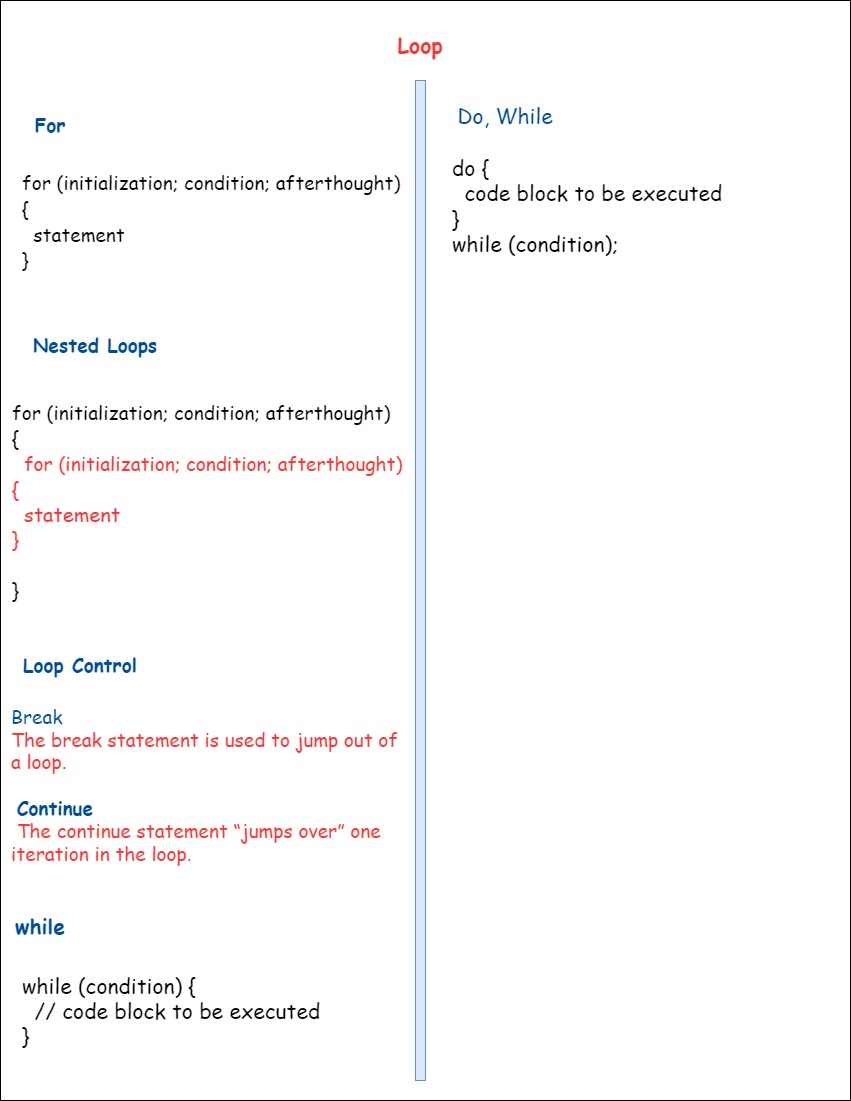 Loop
For
for (initialization; condition; afterthought)
{
statement
}
Nested Loops
for (initialization; condition; afterthought)
{
for (initialization; condition; afterthought)
{
statement
}
}
Loop Control
Break
The break statement is used to jump out of
a loop.
Continue
The continue statement “jumps over” one
iteration in the loop.
while
while (condition) {
// code block to be executed
}
Do, While
do {
code block to be executed
}
while (condition);